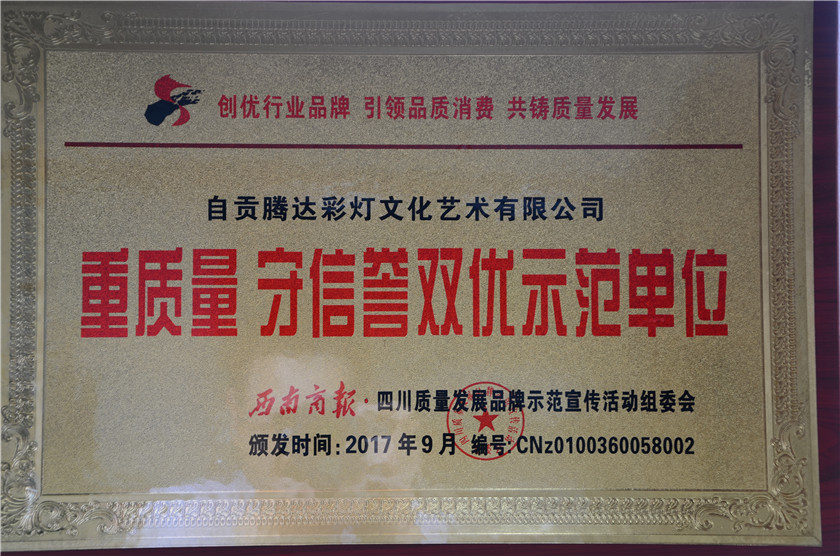 创优行业品牌 引领品质消费 共铸质量发展
自贡腾达彩灯文化艺术有限公司
重质量 守信誉双优示范单位
西南商报·四川质量发展品牌示范宣传活动组委会
颁发时间:2017年9月 编号:CNz0100360058002